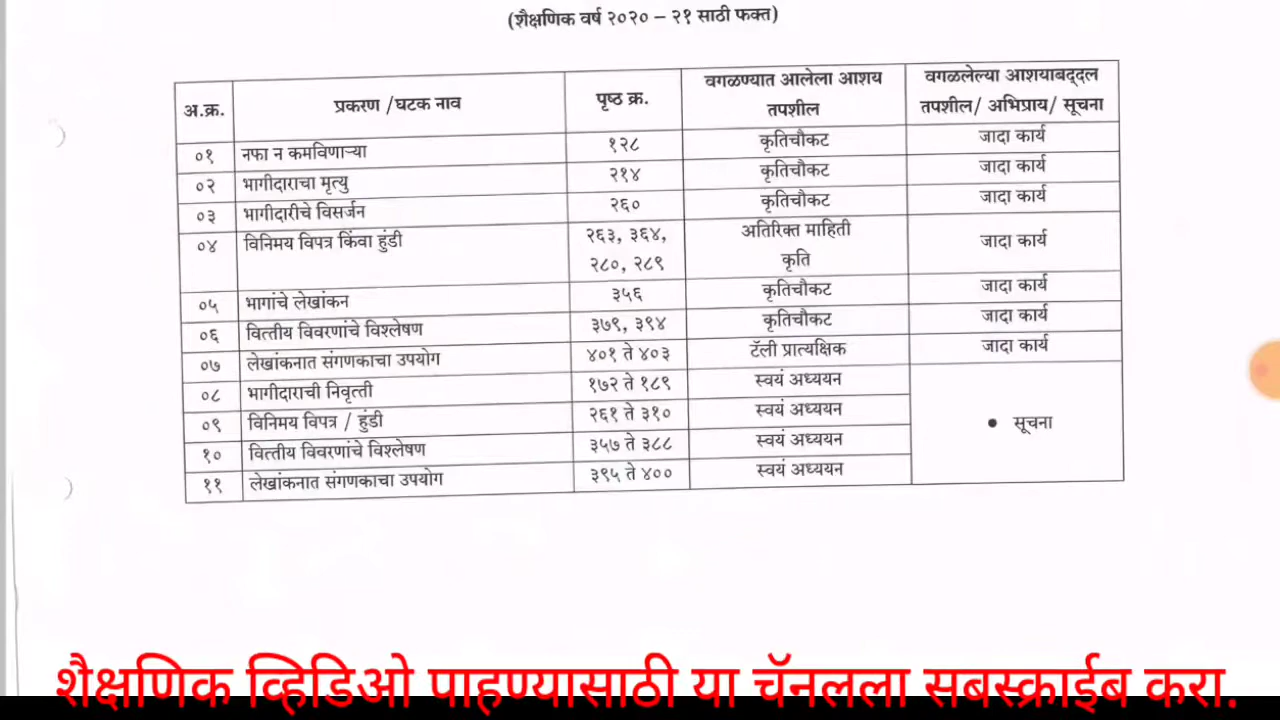 (शैक्षणिक वर्ष २०२० – २१ साठी फक्त)
अ.क्र. प्रकरण /घटक नाव पृष्ठ क्र. वगळण्यात आलेला आशय तपशील वगळलेल्या आशयाबद्दल तपशील/ अभिप्राय/ सूचना
०१ नफा न कमविणाऱ्या १२८ कृतिचौकट जादा कार्य
०२ भागीदाराचा मृत्यु २१४ कृतिचौकट जादा कार्य
०३ भागीदारीचे विसर्जन २६० कृतिचौकट जादा कार्य
०४ विनिमय विपत्र किंवा हुंडी २६३, ३६४, २८०, २८९ अतिरिक्त माहिती कृति जादा कार्य
०५ भागांचे लेखांकन ३५६ कृतिचौकट जादा कार्य
०६ वित्तीय विवरणांचे विश्लेषण ३७९, ३९४ कृतिचौकट जादा कार्य
०७ लेखांकनात संगणकाचा उपयोग ४०१ ते ४०३ टॅली प्रात्यक्षिक जादा कार्य
०८ भागीदाराची निवृत्ती १७२ ते १८९ स्वयं अध्ययन
०९ विनिमय विपत्र / हुंडी २६१ ते ३१० स्वयं अध्ययन • सूचना
१० वित्तीय विवरणांचे विश्लेषण ३५७ ते ३८८ स्वयं अध्ययन
११ लेखांकनात संगणकाचा उपयोग ३९५ ते ४०० स्वयं अध्ययन
शैक्षणिक व्हिडिओ पाहण्यासाठी या चॅनलला सबस्क्राईब करा.